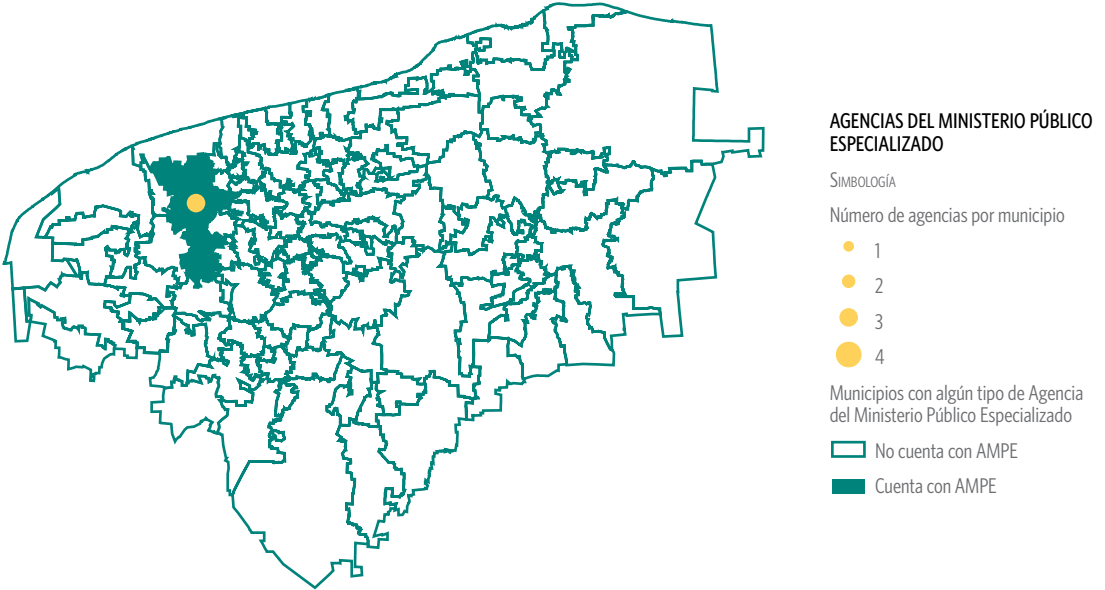 AGENCIAS DEL MINISTERIO PÚBLICO
ESPECIALIZADO
Simbología
Número de agencias por municipio
1
2
3
4
Municipios con algún tipo de Agencia
del Ministerio Público Especializado
No cuenta con AMPE
Cuenta con AMPE